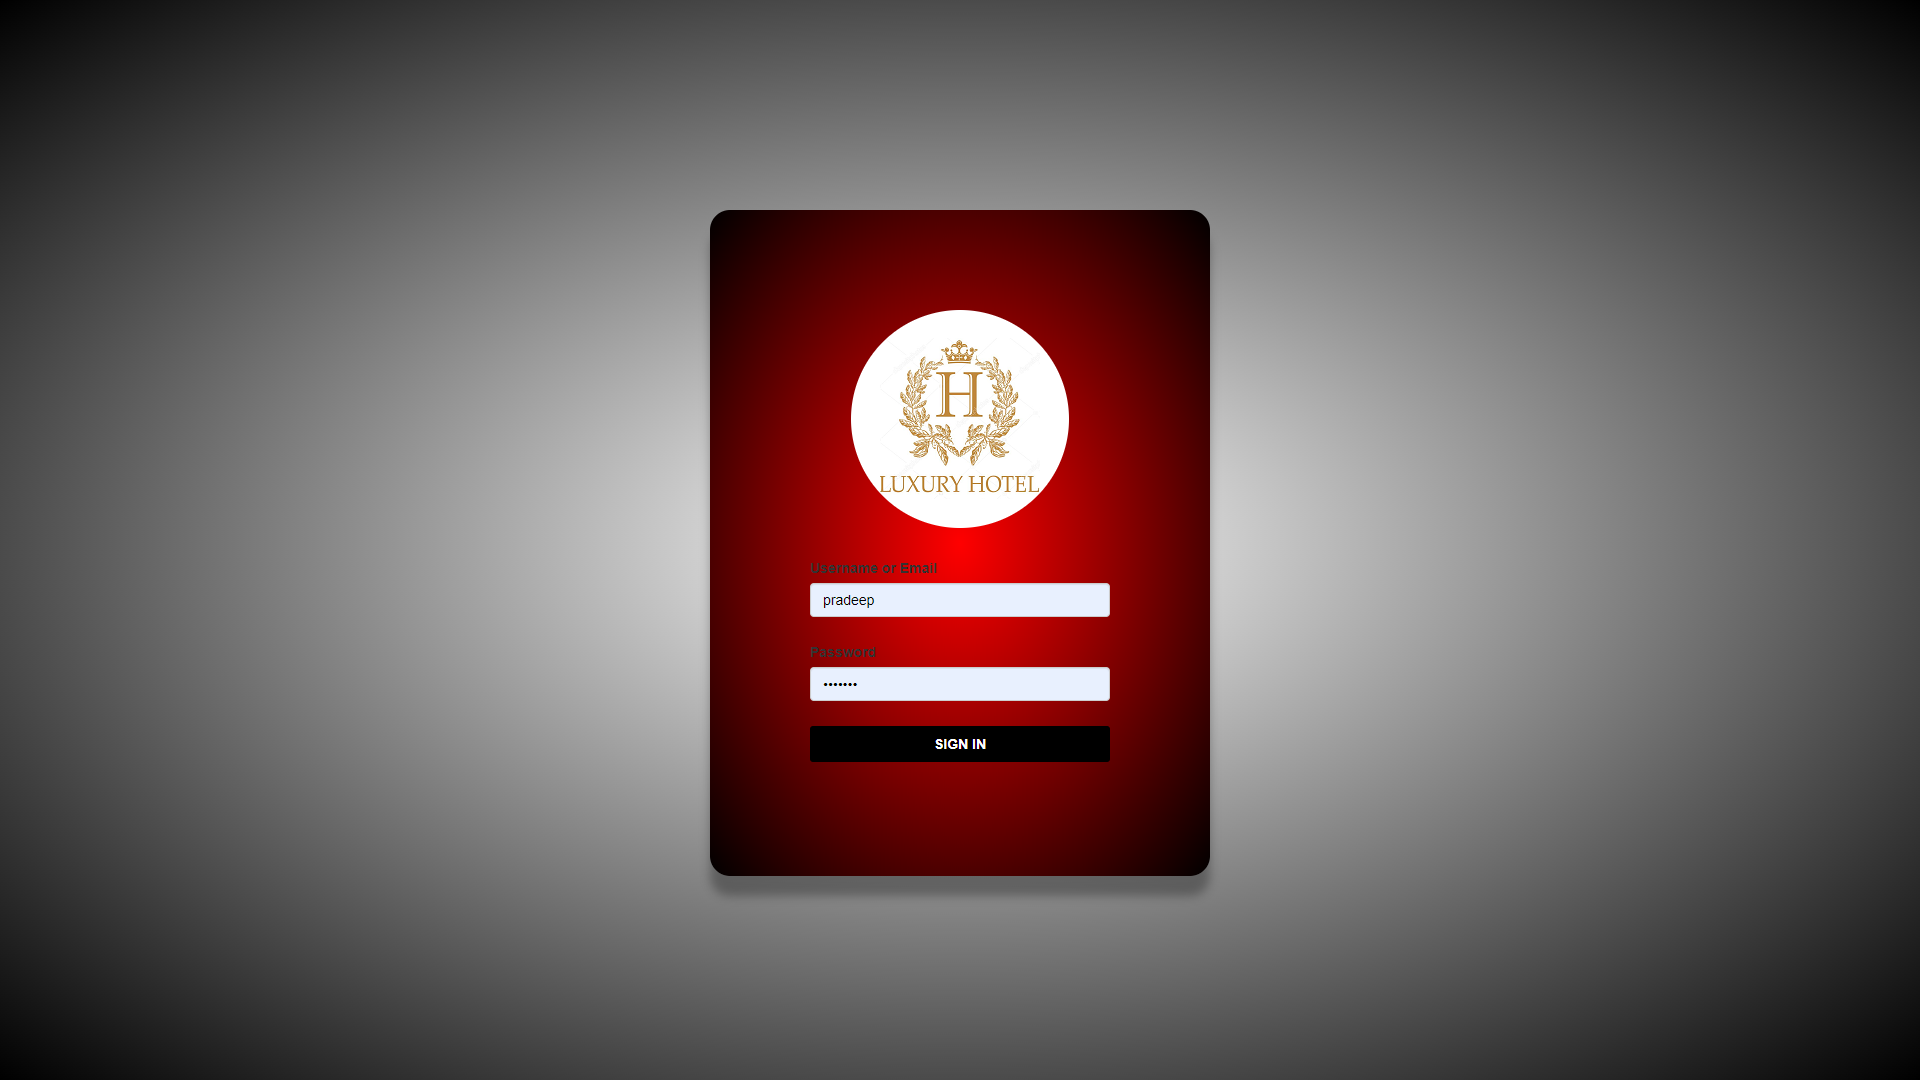 H
LUXURY HOTEL
Username or Email
pradeep
Password
•••••••
SIGN IN